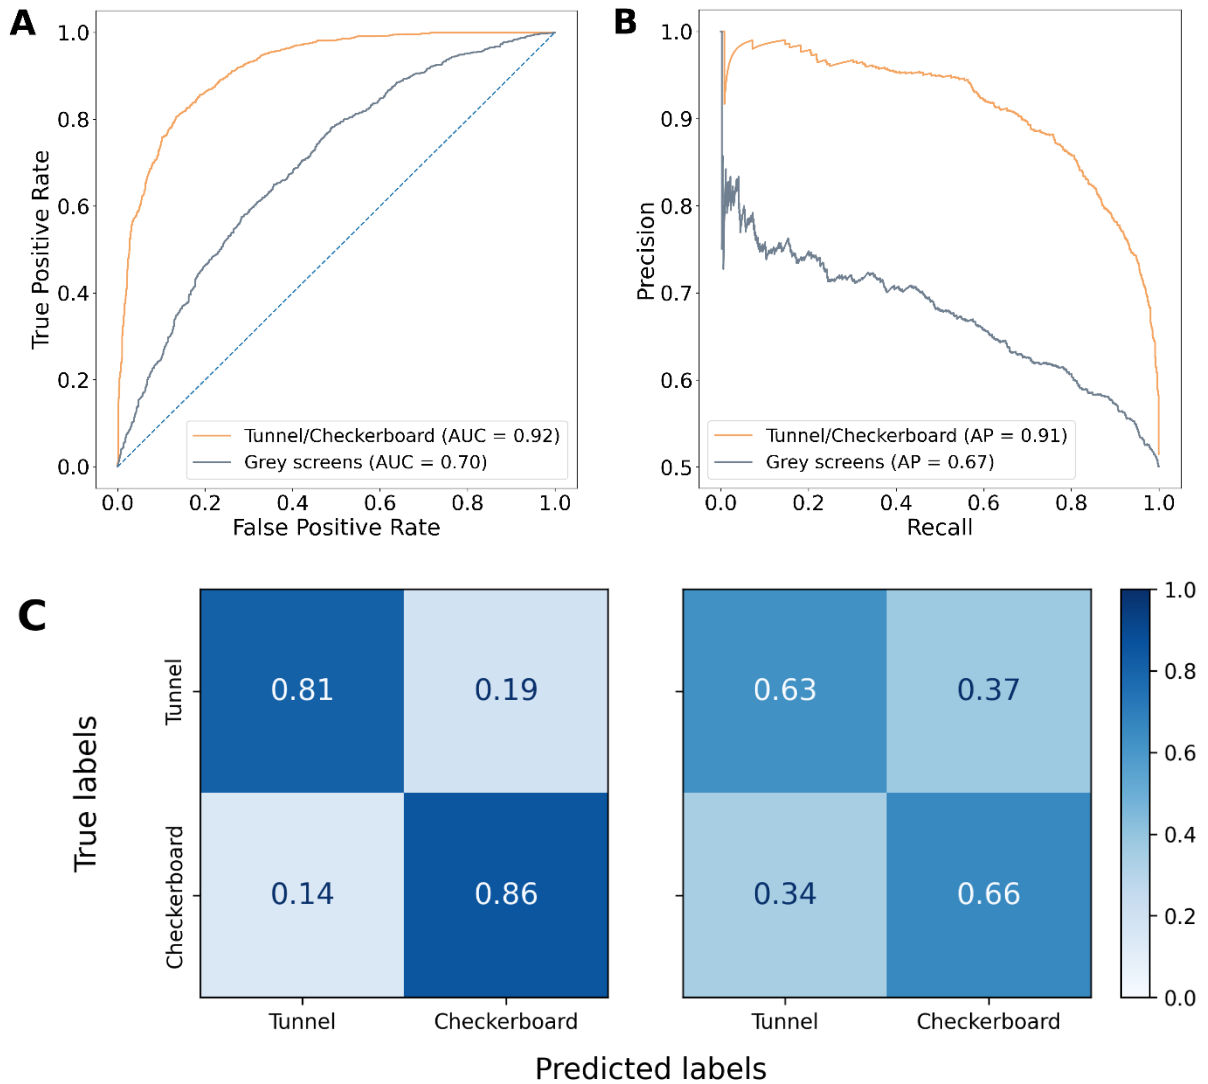 A
True Positive Rate
1.0
0.8
0.6
0.4
0.2
0.0
Tunnel/Checkerboard (AUC = 0.92)
Grey screens (AUC = 0.70)
0.0 0.2 0.4 0.6 0.8 1.0
False Positive Rate
B
Precision
1.0
0.9
0.8
0.7
0.6
0.5
Tunnel/Checkerboard (AP = 0.91)
Grey screens (AP = 0.67)
0.0 0.2 0.4 0.6 0.8 1.0
Recall
C
True labels
Tunnel
Checkerboard
0.81 0.19
0.14 0.86
Tunnel Checkerboard
0.63 0.37
0.34 0.66
Tunnel Checkerboard
1.0
0.8
0.6
0.4
0.2
0.0
Predicted labels